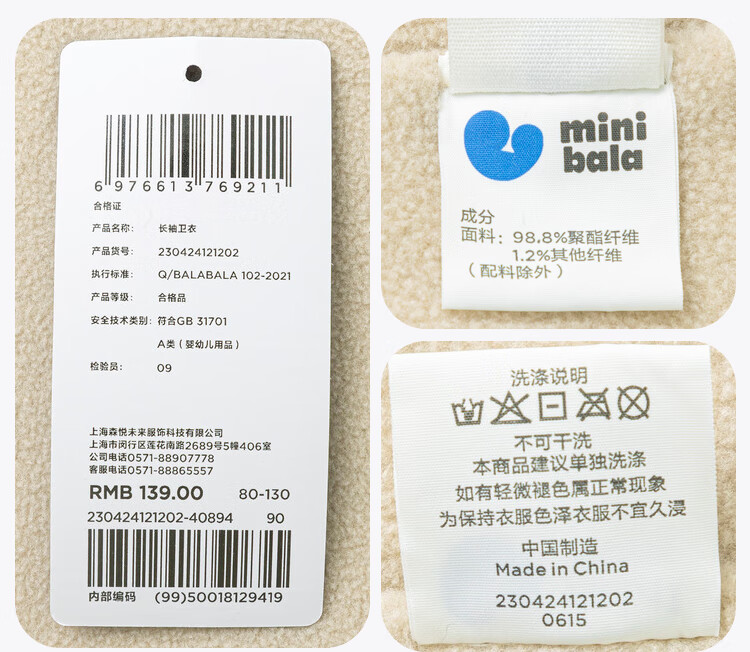 6976613769211
合格证
产品名称: 长袖卫衣
产品货号: 230424121202
执行标准: Q/BALABALA 102-2021
产品等级: 合格品
安全技术类别: 符合GB 31701
A类（婴幼儿用品）
检验员: 09
上海森悦未来服饰科技有限公司
上海市闵行区莲花南路2689号5幢406室
公司电话0571-88907778
客服电话0571-88865557
RMB 139.00 80-130
230424121202-40894 90
内部编码 (99)50018129419
mini
bala
成分
面料: 98.8%聚酯纤维
1.2%其他纤维
（配料除外）
洗涤说明
不可干洗
本商品建议单独洗涤
如有轻微褪色属正常现象
为保持衣服色泽衣服不宜久浸
中国制造
Made in China
230424121202
0615